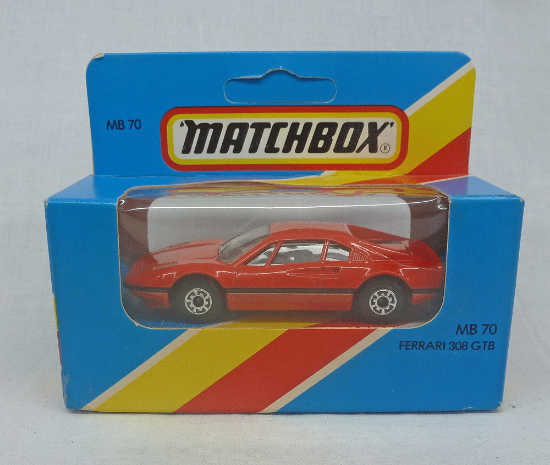 MB 70
"MATCHBOX"
®
MB 70
FERRARI 308 GTB